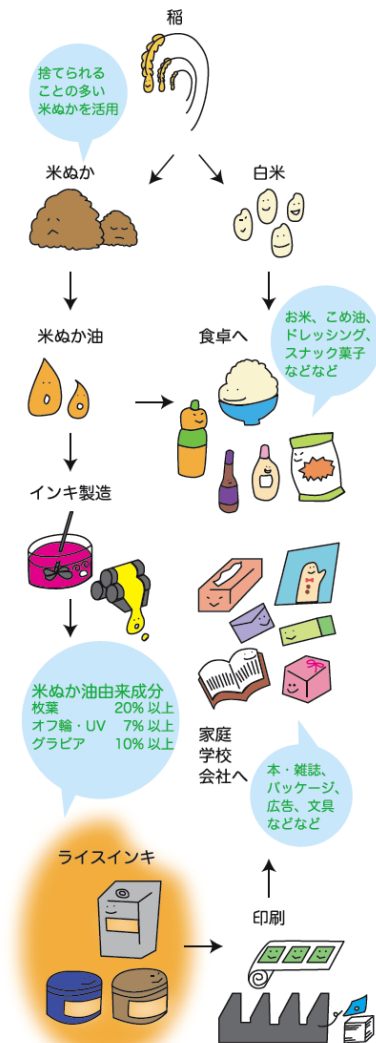 稲
捨てられる
ことの多い
米ぬかを活用
米ぬか
白米
米ぬか油
食卓へ
お米、こめ油、
ドレッシング、
スナック菓子
などなど
インキ製造
米ぬか油由来成分
枚葉 20% 以上
オフ輪・UV 7% 以上
グラビア 10% 以上
家庭
学校
会社へ
本・雑誌、
パッケージ、
広告、文具
などなど
ライスインキ
印刷